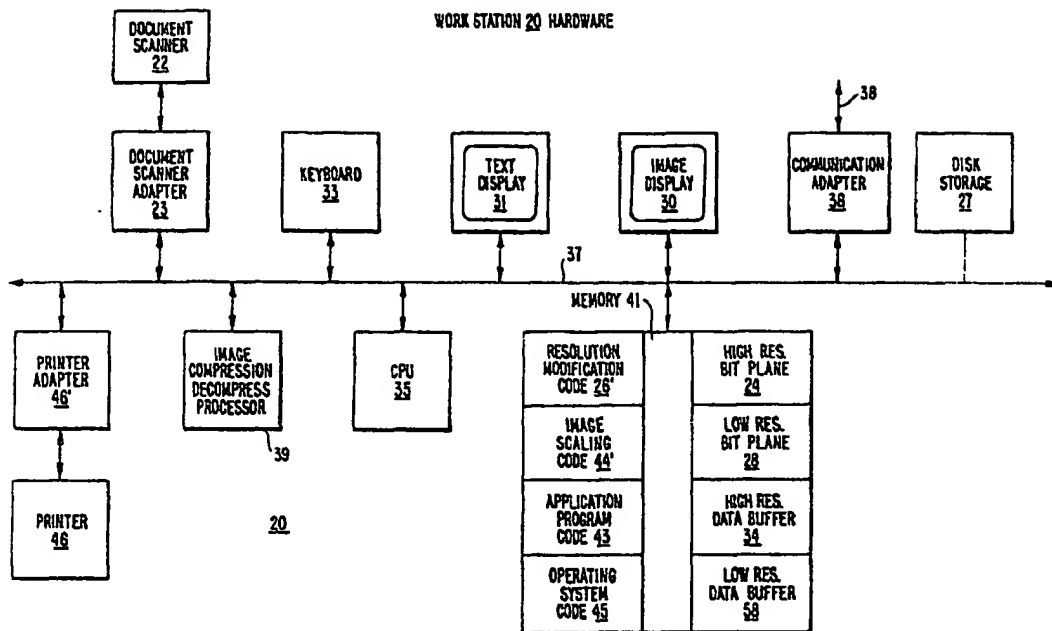 WORK STATION 20 HARDWARE
DOCUMENT
SCANNER
22
38
DOCUMENT
SCANNER
ADAPTER
23
KEYBOARD
33
TEXT
DISPLAY
31
IMAGE
DISPLAY
30
COMMUNICATION
ADAPTER
38
DISK
STORAGE
27
37
MEMORY 41
PRINTER
ADAPTER
46'
IMAGE
COMPRESSION
DECOMPRESS
PROCESSOR
39
CPU
35
RESOLUTION
MODIFICATION
CODE 26'
HIGH RES.
BIT PLANE
24
IMAGE
SCALING
CODE 44'
LOW RES.
BIT PLANE
28
PRINTER
46
20
APPLICATION
PROGRAM
CODE 43
HIGH RES.
DATA BUFFER
34
OPERATING
SYSTEM
CODE 45
LOW RES.
DATA BUFFER
58